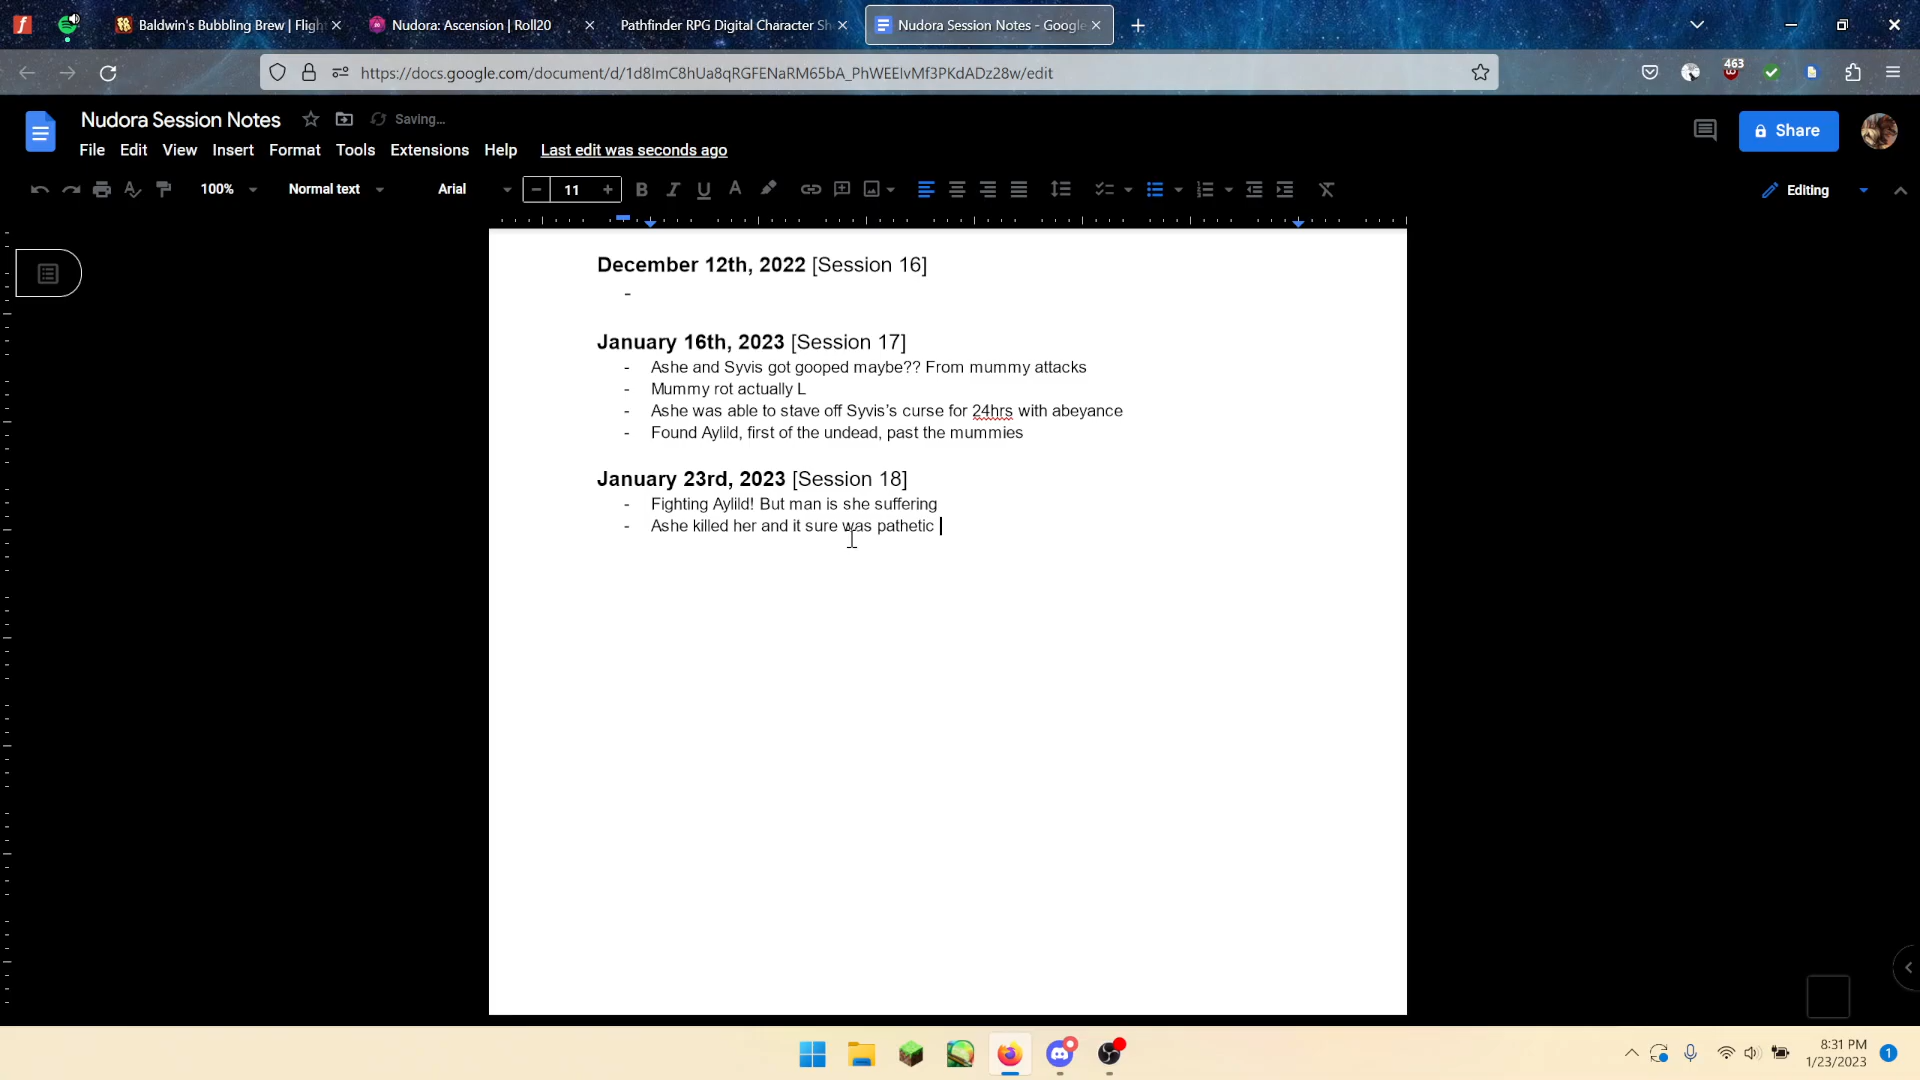 Baldwin's Bubbling Brew | Fligh
Nudora: Ascension | Roll20
Pathfinder RPG Digital Character She
Nudora Session Notes - Google
https://docs.google.com/document/d/1d8ImC8hUa8qRGFENaRM65bA_PhWEEIvMf3PKdADz28w/edit
463
Nudora Session Notes
Saving…
Share
File Edit View Insert Format Tools Extensions Help Last edit was seconds ago
100% Normal text Arial 11 Editing
December 12th, 2022 [Session 16]
-
January 16th, 2023 [Session 17]
- Ashe and Syvis got gooped maybe?? From mummy attacks
- Mummy rot actually L
- Ashe was able to stave off Syvis’s curse for 24hrs with abeyance
- Found Aylild, first of the undead, past the mummies
January 23rd, 2023 [Session 18]
- Fighting Aylild! But man is she suffering
- Ashe killed her and it sure was pathetic
8:31 PM
1/23/2023
1